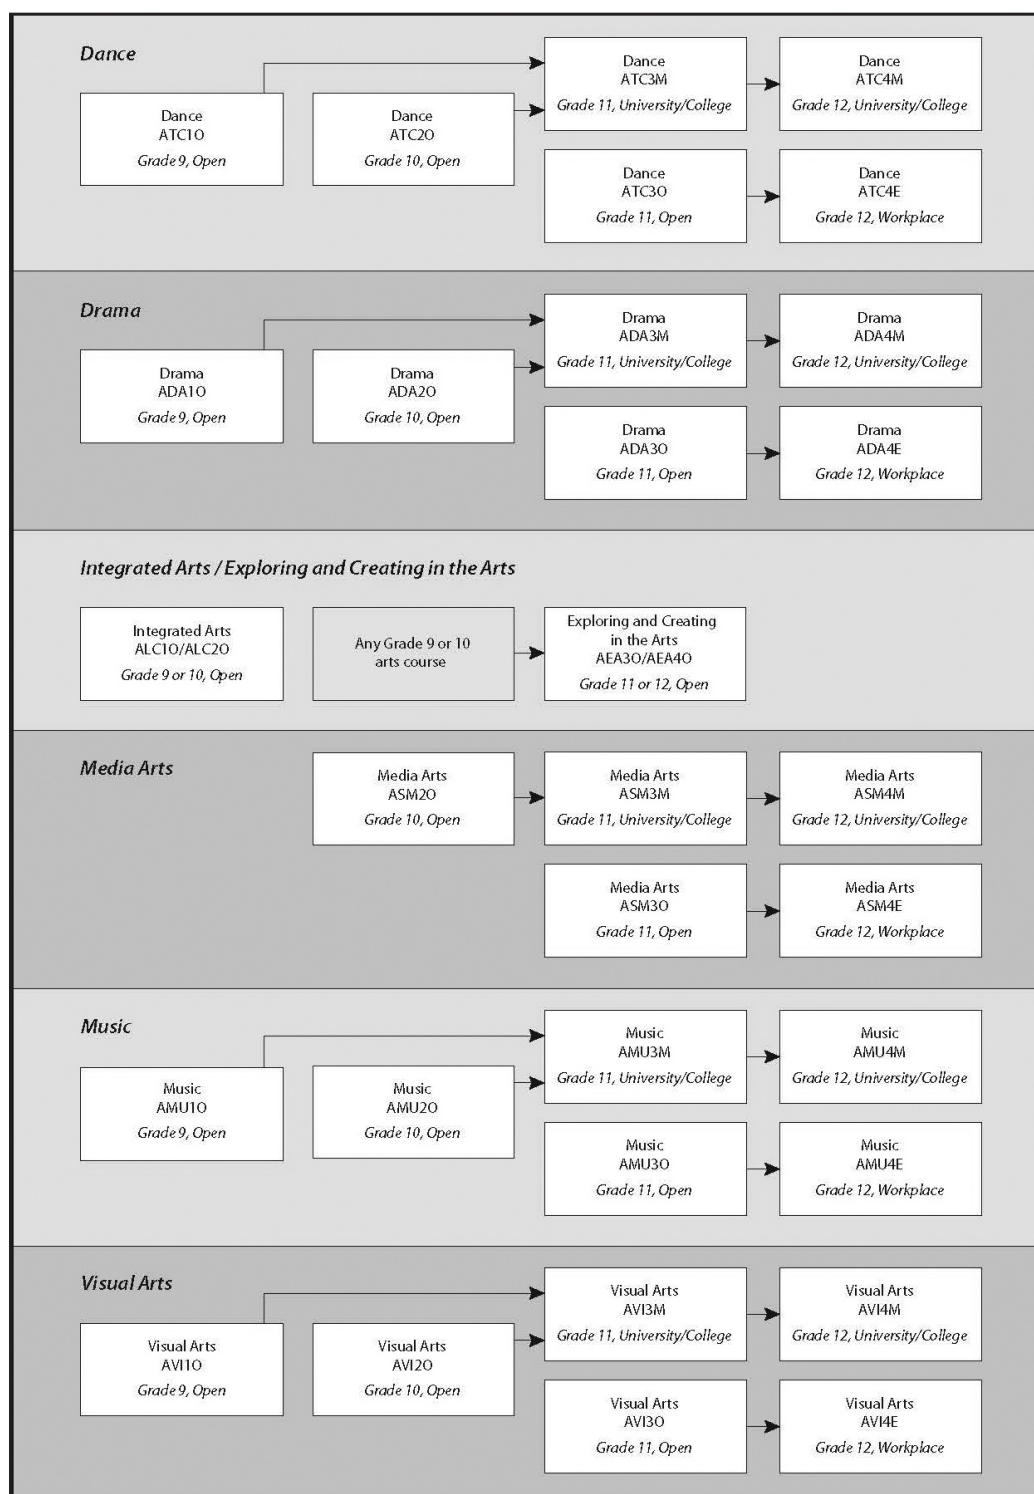 Dance
Dance
ATC1O
Grade 9, Open
Dance
ATC2O
Grade 10, Open
Dance
ATC3M
Grade 11, University/College
Dance
ATC4M
Grade 12, University/College
Dance
ATC3O
Grade 11, Open
Dance
ATC4E
Grade 12, Workplace
Drama
Drama
ADA1O
Grade 9, Open
Drama
ADA2O
Grade 10, Open
Drama
ADA3M
Grade 11, University/College
Drama
ADA4M
Grade 12, University/College
Drama
ADA3O
Grade 11, Open
Drama
ADA4E
Grade 12, Workplace
Integrated Arts / Exploring and Creating in the Arts
Integrated Arts
ALC1O/ALC2O
Grade 9 or 10, Open
Any Grade 9 or 10
arts course
Exploring and Creating
in the Arts
AEA3O/AEA4O
Grade 11 or 12, Open
Media Arts
Media Arts
ASM2O
Grade 10, Open
Media Arts
ASM3M
Grade 11, University/College
Media Arts
ASM4M
Grade 12, University/College
Media Arts
ASM3O
Grade 11, Open
Media Arts
ASM4E
Grade 12, Workplace
Music
Music
AMU1O
Grade 9, Open
Music
AMU2O
Grade 10, Open
Music
AMU3M
Grade 11, University/College
Music
AMU4M
Grade 12, University/College
Music
AMU3O
Grade 11, Open
Music
AMU4E
Grade 12, Workplace
Visual Arts
Visual Arts
AVI1O
Grade 9, Open
Visual Arts
AVI2O
Grade 10, Open
Visual Arts
AVI3M
Grade 11, University/College
Visual Arts
AVI4M
Grade 12, University/College
Visual Arts
AVI3O
Grade 11, Open
Visual Arts
AVI4E
Grade 12, Workplace